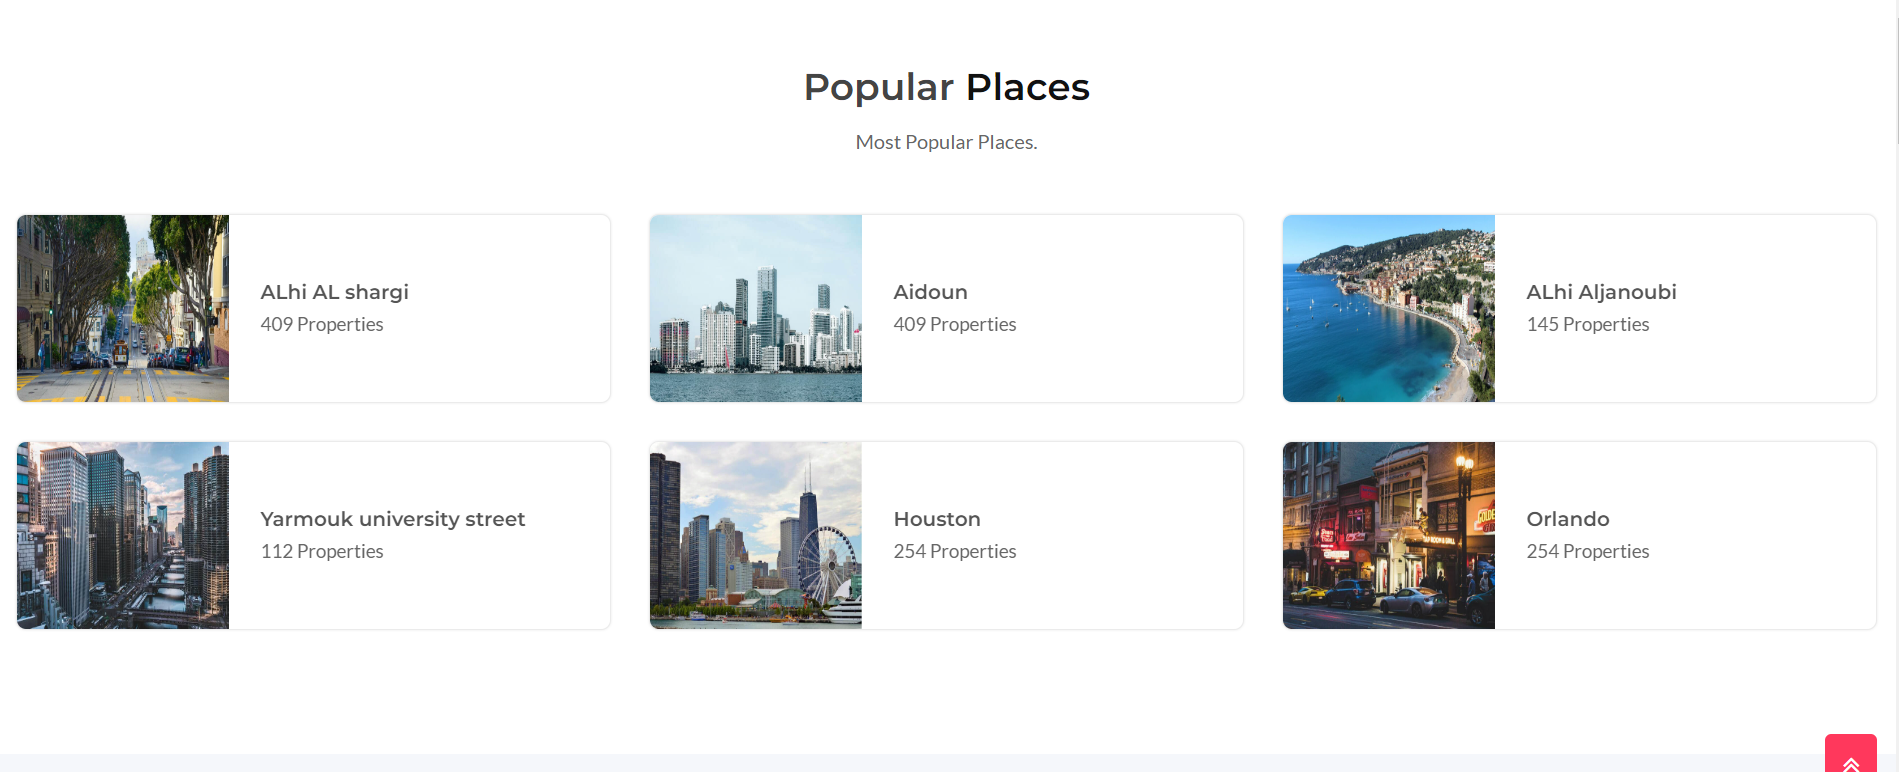 Popular Places
Most Popular Places.
ALhi AL shargi
409 Properties
Aidoun
409 Properties
ALhi Aljanoubi
145 Properties
Yarmouk university street
112 Properties
Houston
254 Properties
Orlando
254 Properties